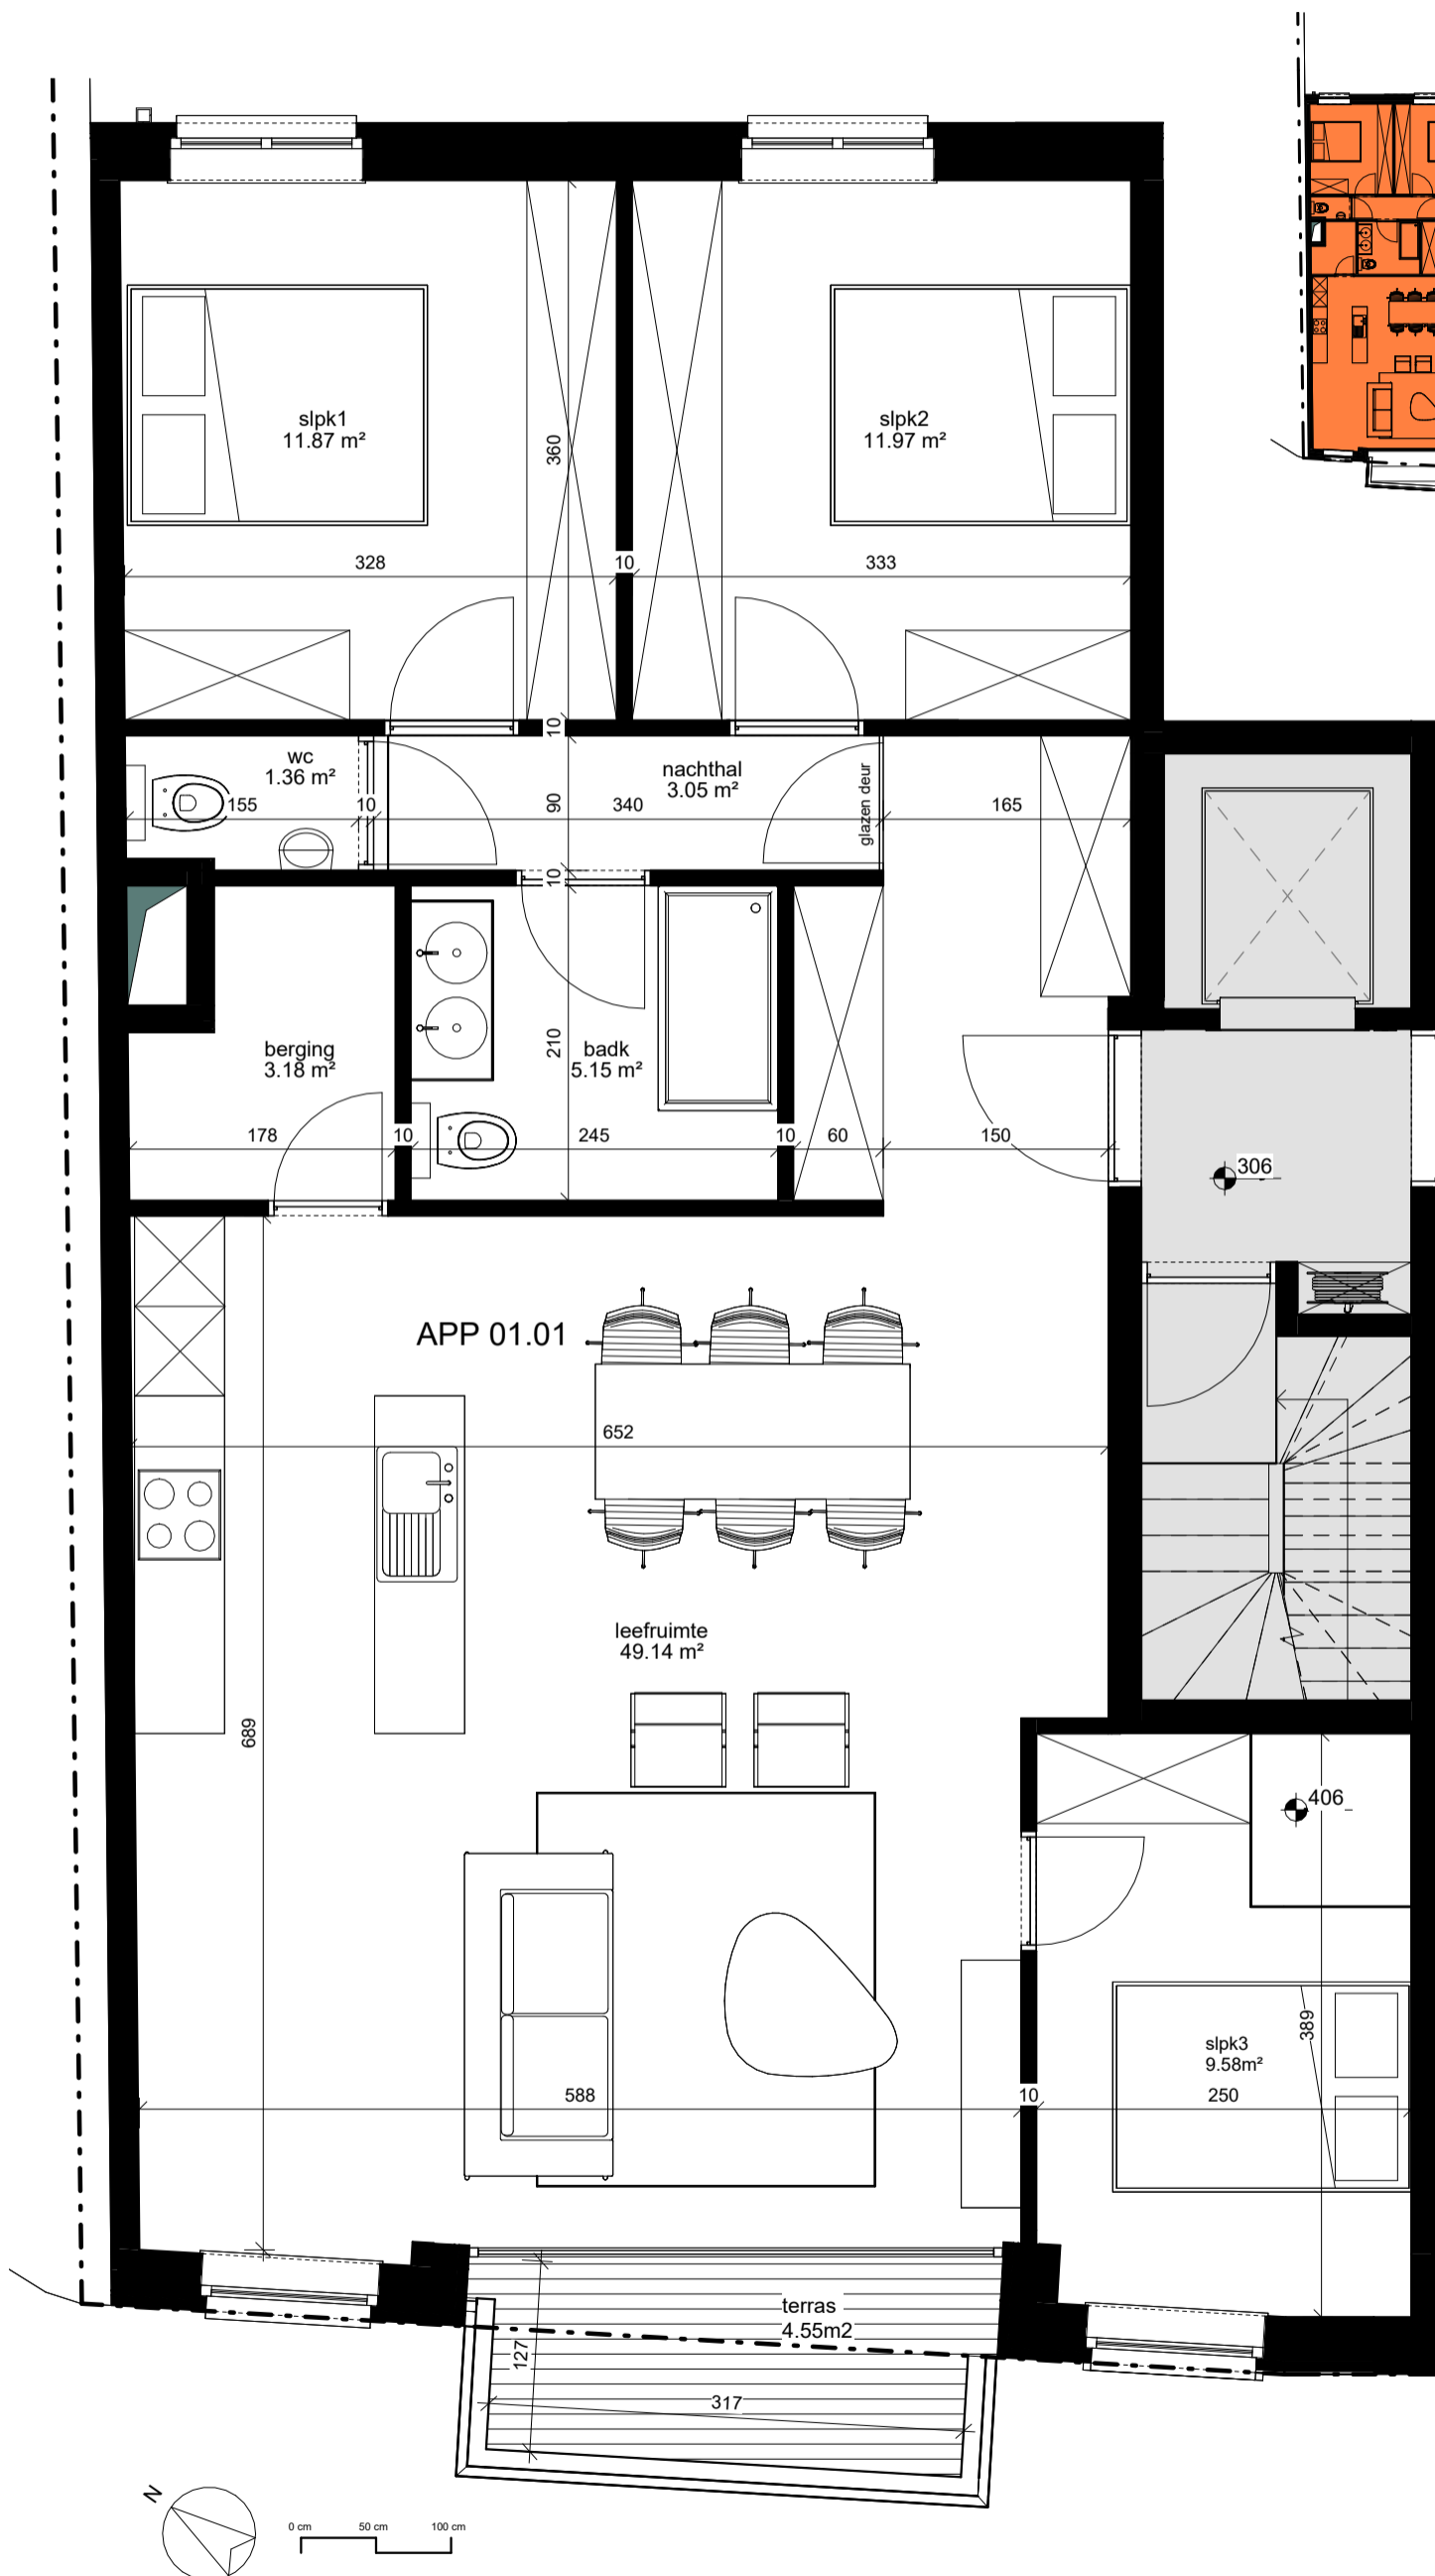 slpk1
11.87 m²
slpk2
11.97 m²
360
328
10
333
10
wc
1.36 m²
nachthal
3.05 m²
glazen deur
155
10
90
340
165
10
berging
3.18 m²
210
badk
5.15 m²
178
10
245
10
60
150
306
APP 01.01
652
leefruimte
49.14 m²
689
406
slpk3
9.58m²
389
588
10
250
terras
4.55m2
127
317
N
0 cm
50 cm
100 cm